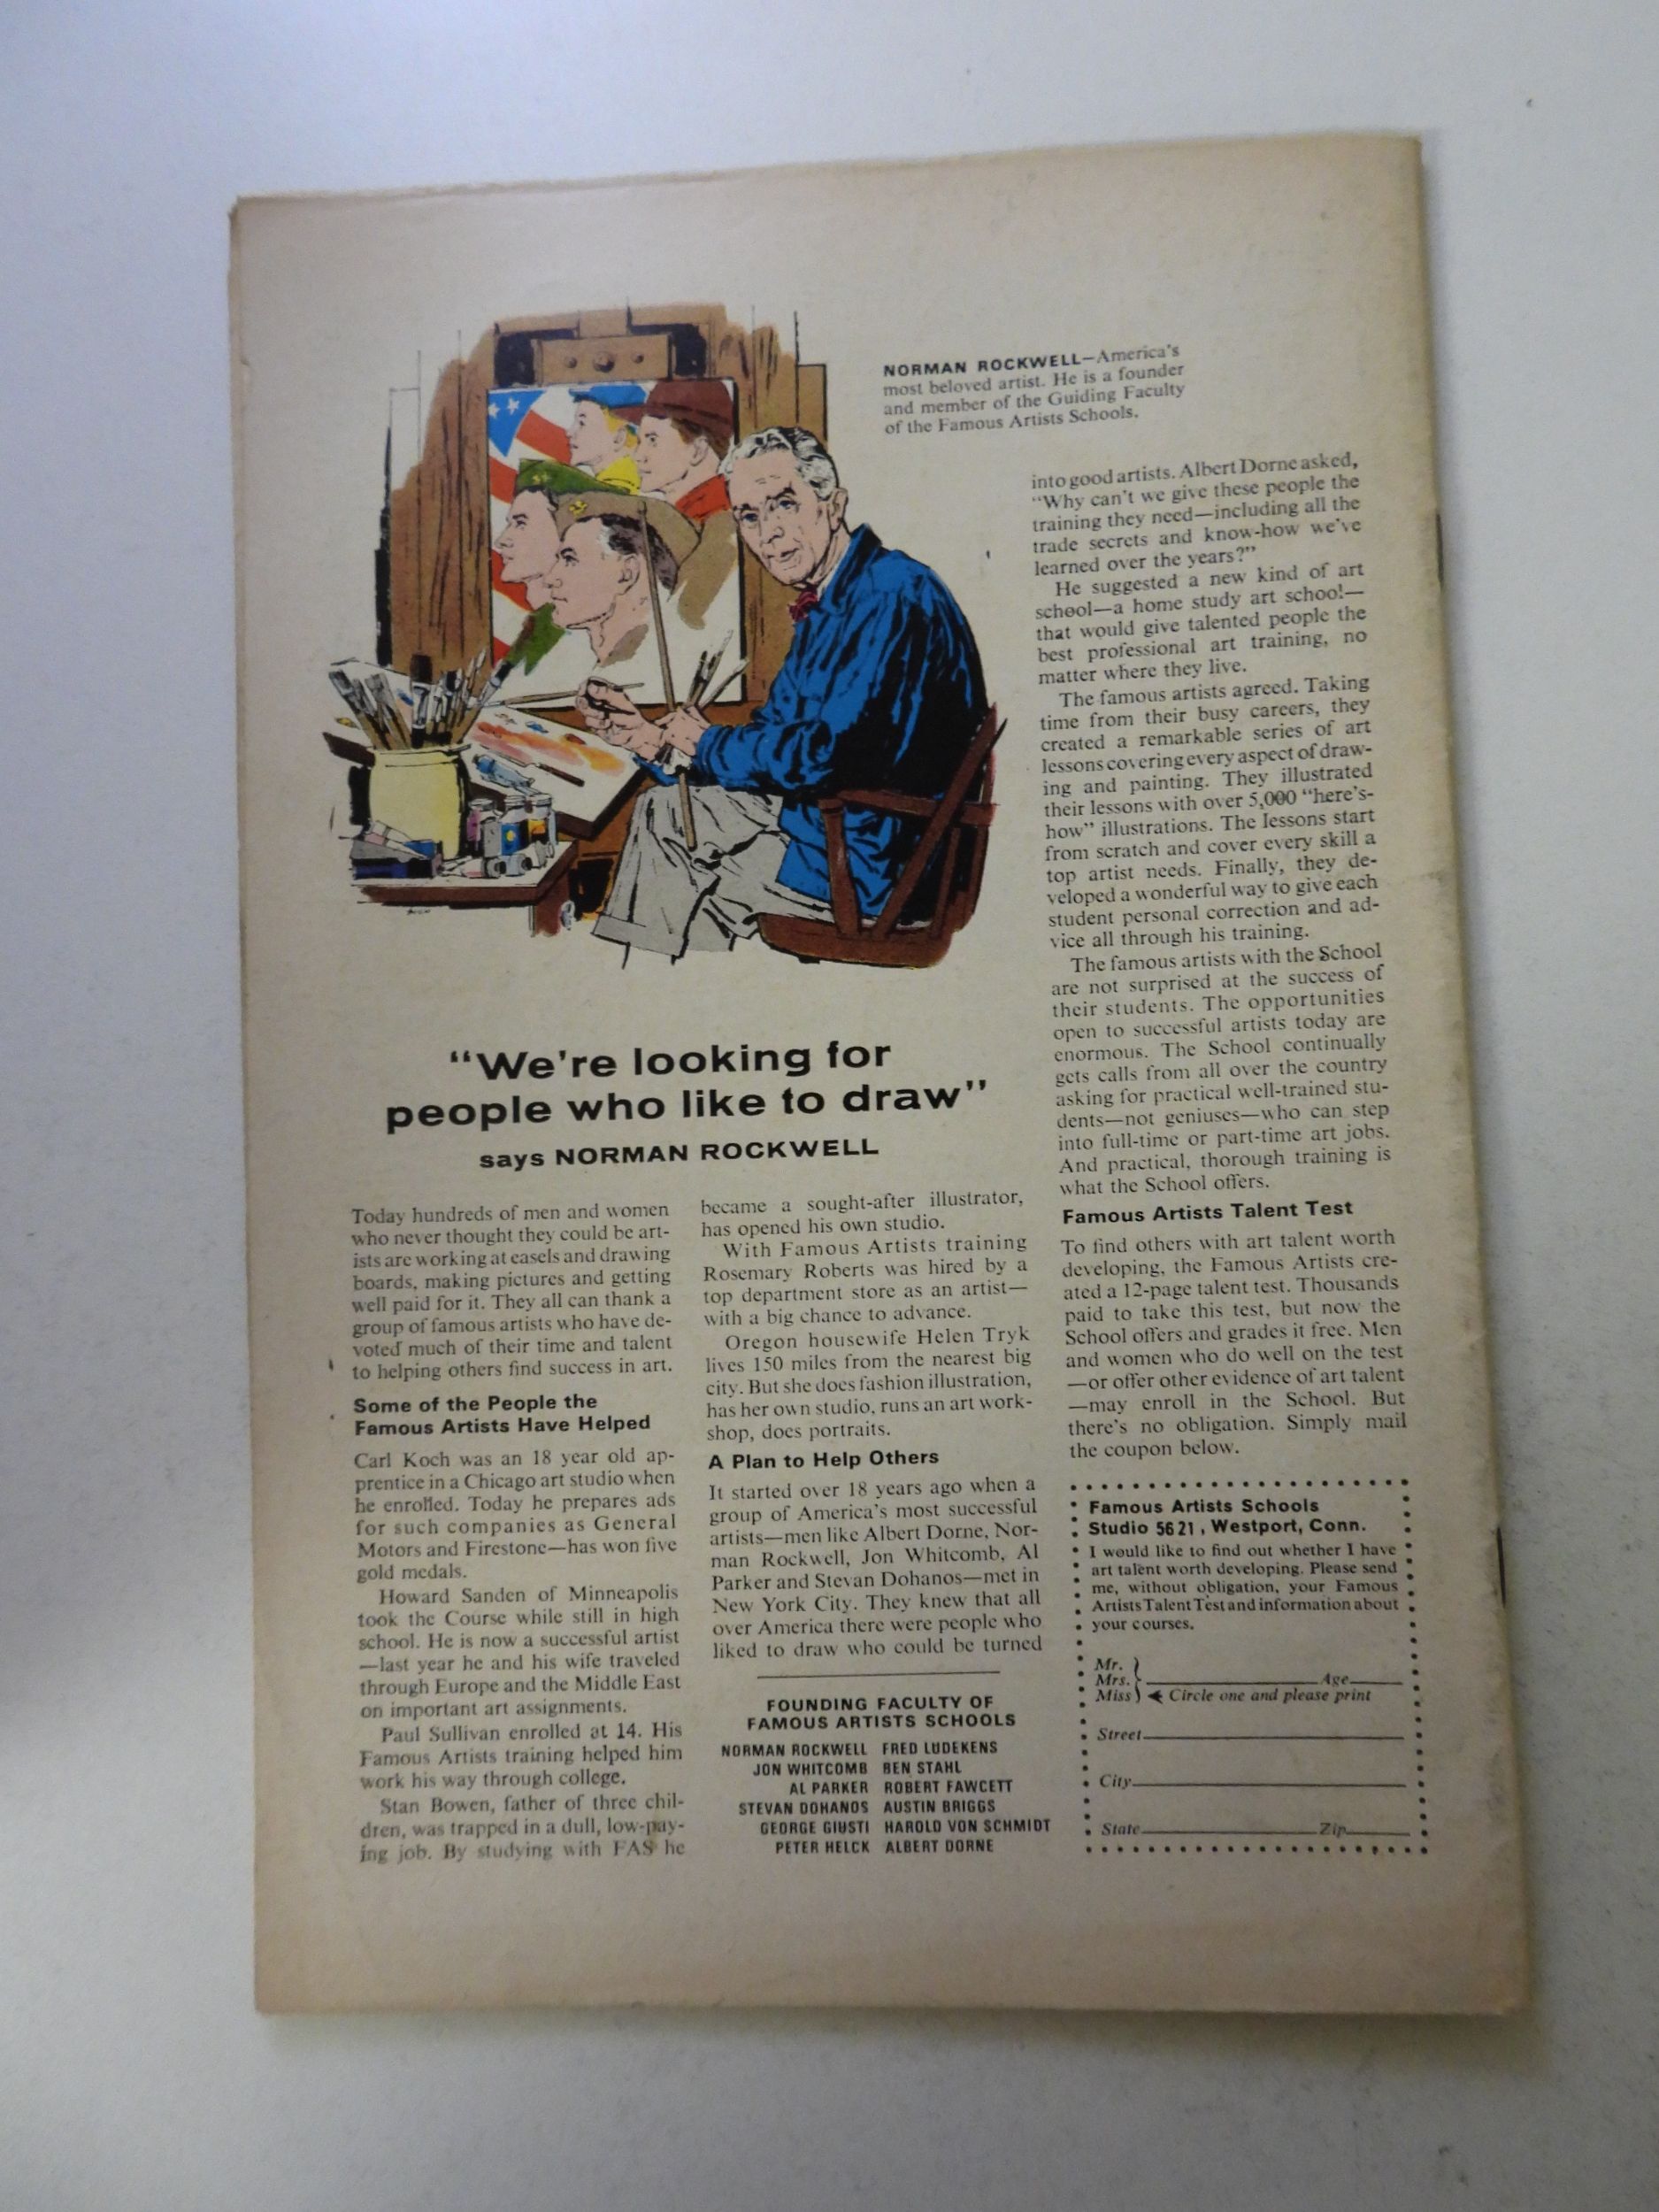 NORMAN ROCKWELL—America's
most beloved artist. He is a founder
and member of the Guiding Faculty
of the Famous Artists Schools.
"We're looking for
people who like to draw"
says NORMAN ROCKWELL
Today hundreds of men and women
who never thought they could be art-
ists are working at easels and drawing
boards, making pictures and getting
well paid for it. They all can thank a
group of famous artists who have de-
voted much of their time and talent
to helping others find success in art.
Some of the People the
Famous Artists Have Helped
Carl Koch was an 18 year old ap-
prentice in a Chicago art studio when
he enrolled. Today he prepares ads
for such companies as General
Motors and Firestone—has won five
gold medals.
Howard Sanden of Minneapolis
took the Course while still in high
school. He is now a successful artist
—last year he and his wife traveled
through Europe and the Middle East
on important art assignments.
Paul Sullivan enrolled at 14. His
Famous Artists training helped him
work his way through college.
Stan Bowen, father of three chil-
dren, was trapped in a dull, low-pay-
ing job. By studying with FAS he
became a sought-after illustrator,
has opened his own studio.
With Famous Artists training
Rosemary Roberts was hired by a
top department store as an artist—
with a big chance to advance.
Oregon housewife Helen Tryk
lives 150 miles from the nearest big
city. But she does fashion illustration,
has her own studio, runs an art work-
shop, does portraits.
A Plan to Help Others
It started over 18 years ago when a
group of America's most successful
artists—men like Albert Dorne, Nor-
man Rockwell, Jon Whitcomb, Al
Parker and Stevan Dohanos—met in
New York City. They knew that all
over America there were people who
liked to draw who could be turned
FOUNDING FACULTY OF
FAMOUS ARTISTS SCHOOLS
NORMAN ROCKWELL FRED LUDEKENS
JON WHITCOMB BEN STAHL
AL PARKER ROBERT FAWCETT
STEVAN DOHANOS AUSTIN BRIGGS
GEORGE GIUSTI HAROLD VON SCHMIDT
PETER HELCK ALBERT DORNE
into good artists. Albert Dorne asked,
"Why can't we give these people the
training they need—including all the
trade secrets and know-how we've
learned over the years?"
He suggested a new kind of art
school—a home study art school—
that would give talented people the
best professional art training, no
matter where they live.
The famous artists agreed. Taking
time from their busy careers, they
created a remarkable series of art
lessons covering every aspect of draw-
ing and painting. They illustrated
their lessons with over 5,000 "here's-
how" illustrations. The lessons start
from scratch and cover every skill a
top artist needs. Finally, they de-
veloped a wonderful way to give each
student personal correction and ad-
vice all through his training.
The famous artists with the School
are not surprised at the success of
their students. The opportunities
open to successful artists today are
enormous. The School continually
gets calls from all over the country
asking for practical well-trained stu-
dents—not geniuses—who can step
into full-time or part-time art jobs.
And practical, thorough training is
what the School offers.
Famous Artists Talent Test
To find others with art talent worth
developing, the Famous Artists cre-
ated a 12-page talent test. Thousands
paid to take this test, but now the
School offers and grades it free. Men
and women who do well on the test
—or offer other evidence of art talent
—may enroll in the School. But
there's no obligation. Simply mail
the coupon below.
Famous Artists Schools
Studio 5621, Westport, Conn.
I would like to find out whether I have
art talent worth developing. Please send
me, without obligation, your Famous
Artists Talent Test and information about
your courses.
Mr.
Mrs. Age
Miss Circle one and please print
Street
City
State Zip